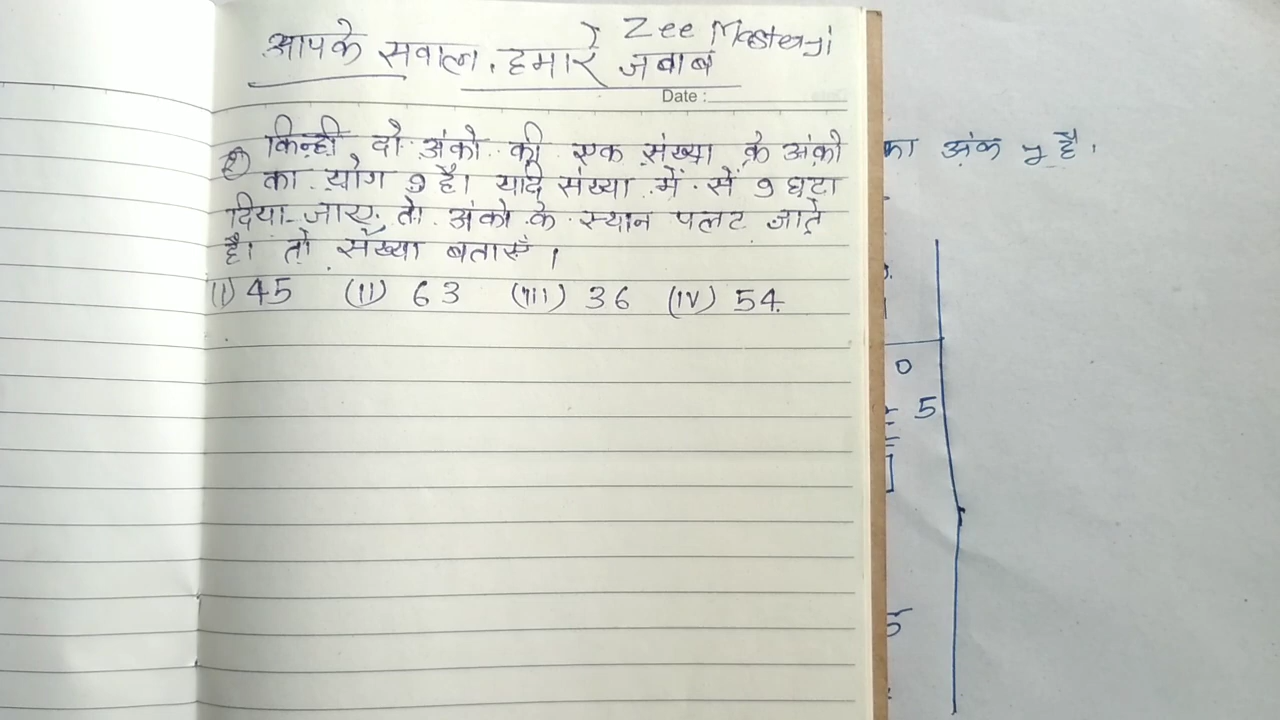 Zee Masterji
आपके सवाल, हमारे जवाब
Date :
किन्ही दो अंको की एक संख्या के अंको
का योग 9 है। यदि संख्या में से 9 घटा
दिया जाए तो अंको के स्थान पलट जाते
है। तो संख्या बताएँ।
(i) 45 (ii) 63 (iii) 36 (iv) 54
का अंक y है।
0
5